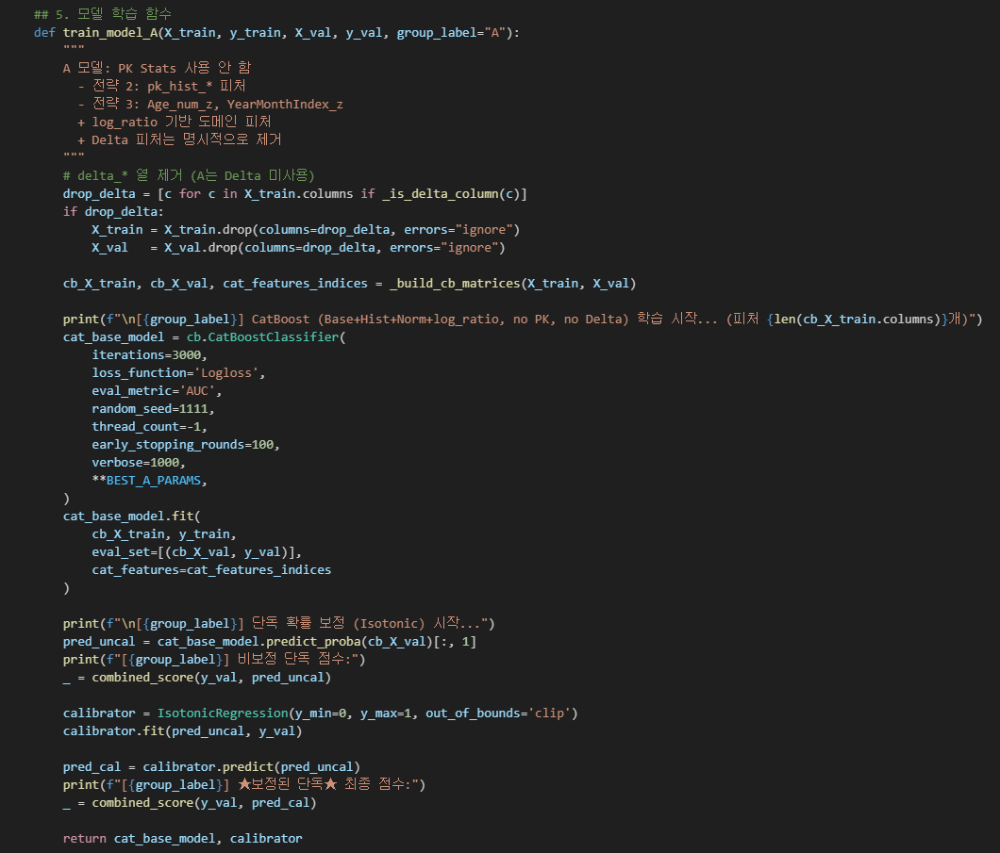 ## 5. 모델 학습 함수
def train_model_A(X_train, y_train, X_val, y_val, group_label="A"):
    """
    A 모델: PK Stats 사용 안 함
      - 전략 2: pk_hist_* 피처
      - 전략 3: Age_num_z, YearMonthIndex_z
      + log_ratio 기반 도메인 피처
      + Delta 피처는 명시적으로 제거
    """
    # delta_* 열 제거 (A는 Delta 미사용)
    drop_delta = [c for c in X_train.columns if _is_delta_column(c)]
    if drop_delta:
        X_train = X_train.drop(columns=drop_delta, errors="ignore")
        X_val   = X_val.drop(columns=drop_delta, errors="ignore")

    cb_X_train, cb_X_val, cat_features_indices = _build_cb_matrices(X_train, X_val)

    print(f"\n[{group_label}] CatBoost (Base+Hist+Norm+log_ratio, no PK, no Delta) 학습 시작... (피처 {len(cb_X_train.columns)}개)")
    cat_base_model = cb.CatBoostClassifier(
        iterations=3000,
        loss_function='Logloss',
        eval_metric='AUC',
        random_seed=1111,
        thread_count=-1,
        early_stopping_rounds=100,
        verbose=1000,
        **BEST_A_PARAMS,
    )
    cat_base_model.fit(
        cb_X_train, y_train,
        eval_set=[(cb_X_val, y_val)],
        cat_features=cat_features_indices
    )

    print(f"\n[{group_label}] 단독 확률 보정 (Isotonic) 시작...")
    pred_uncal = cat_base_model.predict_proba(cb_X_val)[:, 1]
    print(f"[{group_label}] 비보정 단독 점수:")
    _ = combined_score(y_val, pred_uncal)

    calibrator = IsotonicRegression(y_min=0, y_max=1, out_of_bounds='clip')
    calibrator.fit(pred_uncal, y_val)

    pred_cal = calibrator.predict(pred_uncal)
    print(f"[{group_label}] ★보정된 단독★ 최종 점수:")
    _ = combined_score(y_val, pred_cal)

    return cat_base_model, calibrator